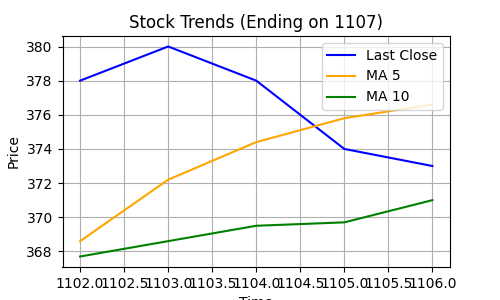 Stock Trends (Ending on 1107)
Last Close
MA 5
MA 10
Price
380
378
376
374
372
370
368
1102.0 1102.5 1103.0 1103.5 1104.0 1104.5 1105.0 1105.5 1106.0
Time